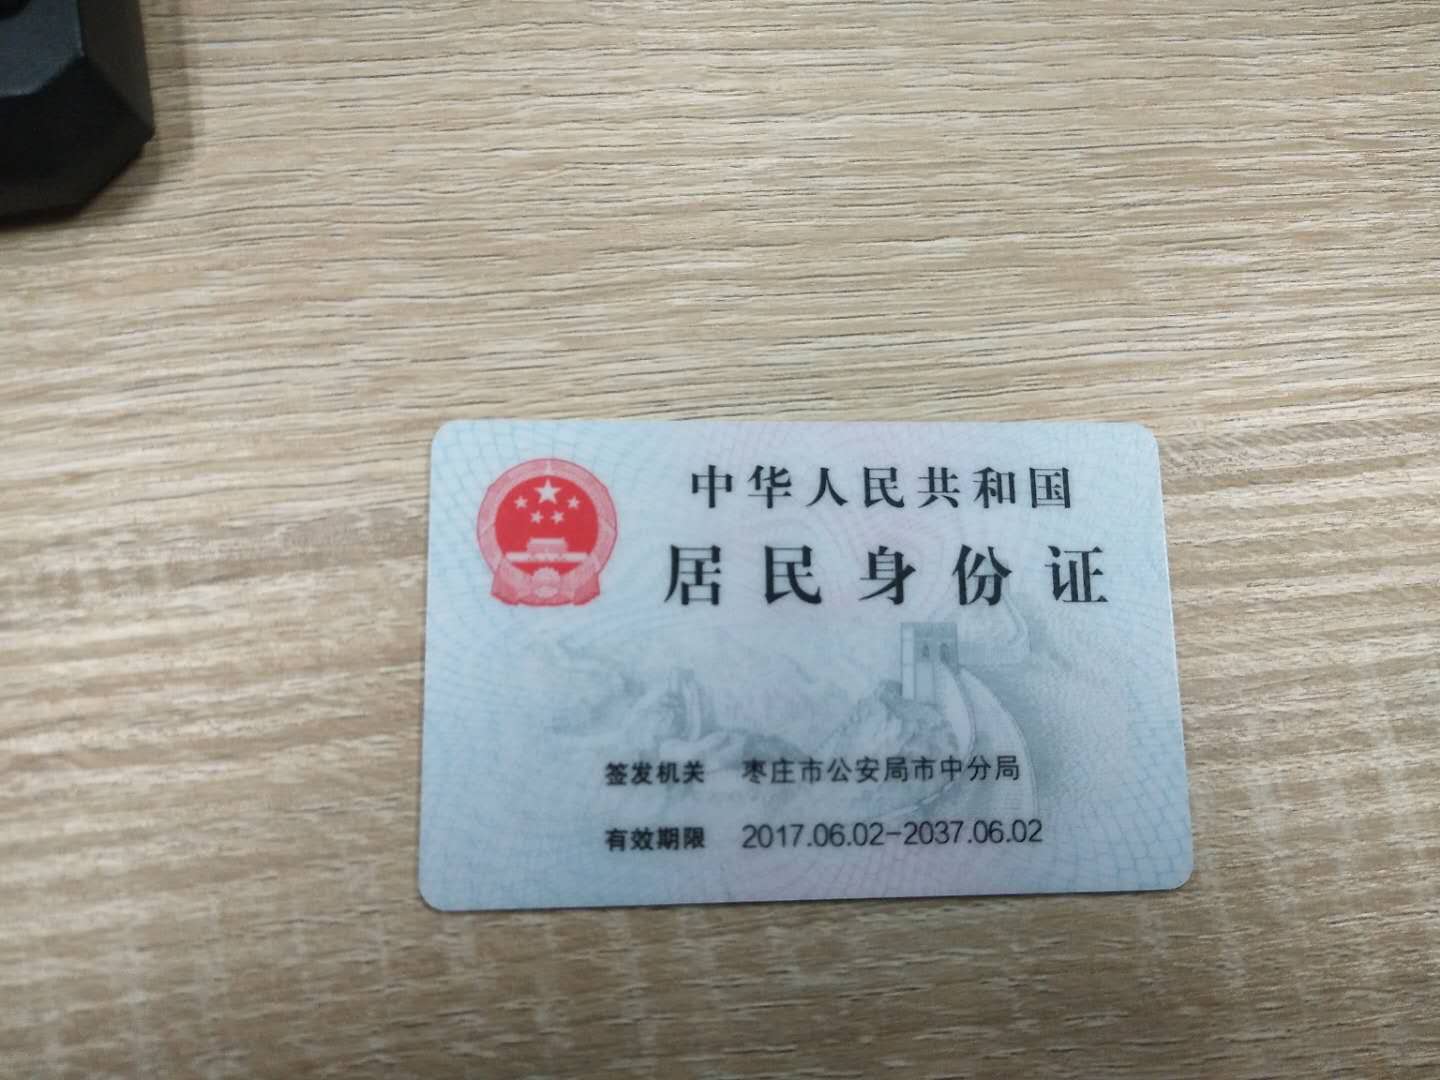 中华人民共和国
居民身份证
签发机关 枣庄市公安局市中分局
有效期限 2017.06.02-2037.06.02